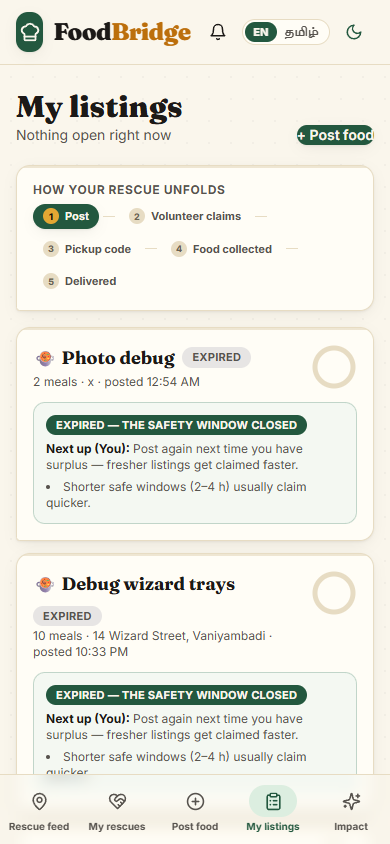 FoodBridge
EN தமிழ்
My listings
Nothing open right now
+ Post food
HOW YOUR RESCUE UNFOLDS
1 Post
2 Volunteer claims
3 Pickup code
4 Food collected
5 Delivered
Photo debug EXPIRED
2 meals · x · posted 12:54 AM
EXPIRED — THE SAFETY WINDOW CLOSED
Next up (You): Post again next time you have
surplus — fresher listings get claimed faster.
• Shorter safe windows (2–4 h) usually claim
quicker.
Debug wizard trays
EXPIRED
10 meals · 14 Wizard Street, Vaniyambadi ·
posted 10:33 PM
EXPIRED — THE SAFETY WINDOW CLOSED
Next up (You): Post again next time you have
surplus — fresher listings get claimed faster.
• Shorter safe windows (2–4 h) usually claim
quicker.
Rescue feed
My rescues
Post food
My listings
Impact